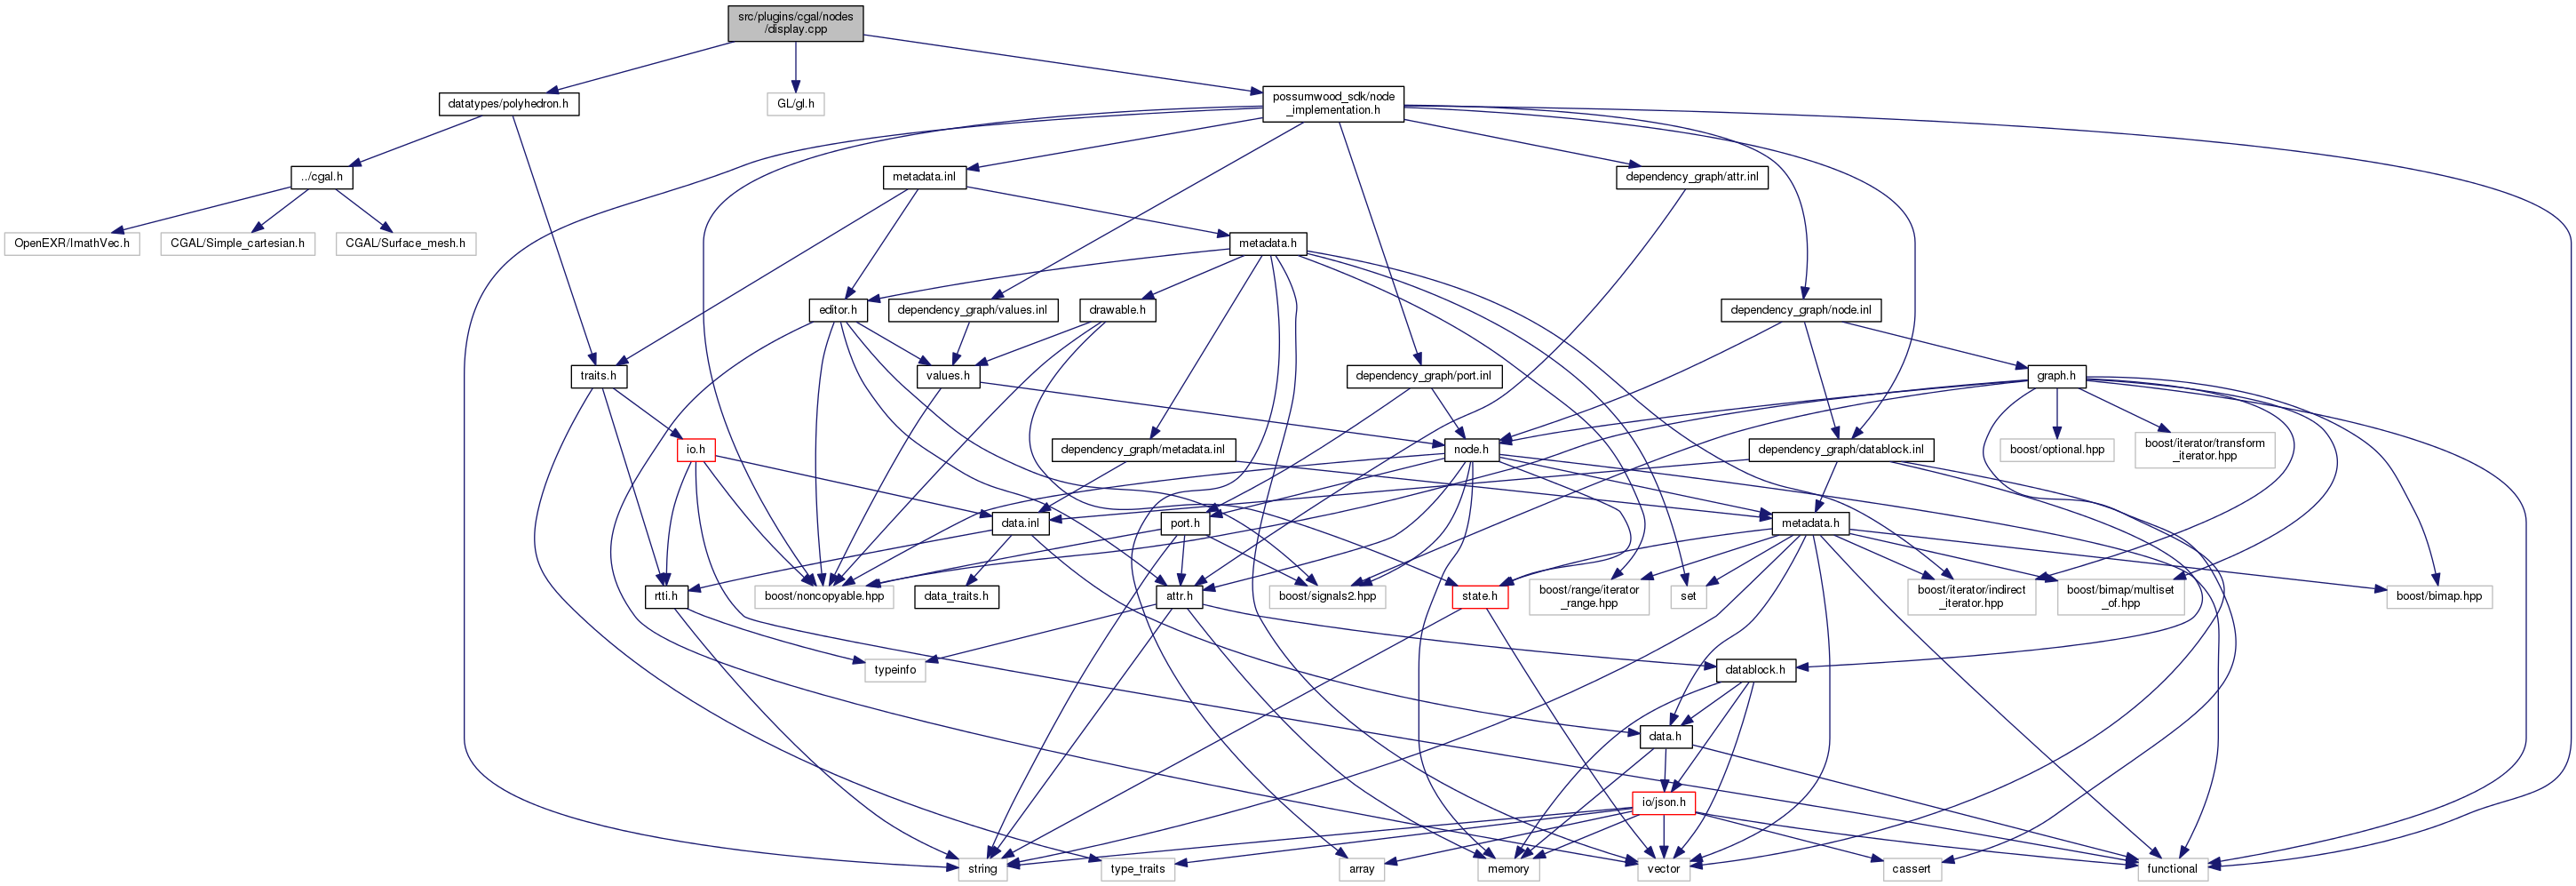 src/plugins/cgal/nodes
/display.cpp
datatypes/polyhedron.h
GL/gl.h
possumwood_sdk/node
_implementation.h
../cgal.h
metadata.inl
dependency_graph/attr.inl
OpenEXR/ImathVec.h
CGAL/Simple_cartesian.h
CGAL/Surface_mesh.h
metadata.h
editor.h
dependency_graph/values.inl
drawable.h
dependency_graph/node.inl
traits.h
values.h
dependency_graph/port.inl
graph.h
io.h
dependency_graph/metadata.inl
node.h
dependency_graph/datablock.inl
boost/optional.hpp
boost/iterator/transform
_iterator.hpp
data.inl
port.h
metadata.h
rtti.h
boost/noncopyable.hpp
data_traits.h
attr.h
boost/signals2.hpp
state.h
boost/range/iterator
_range.hpp
set
boost/iterator/indirect
_iterator.hpp
boost/bimap/multiset
_of.hpp
boost/bimap.hpp
typeinfo
datablock.h
data.h
io/json.h
string
type_traits
array
memory
vector
cassert
functional